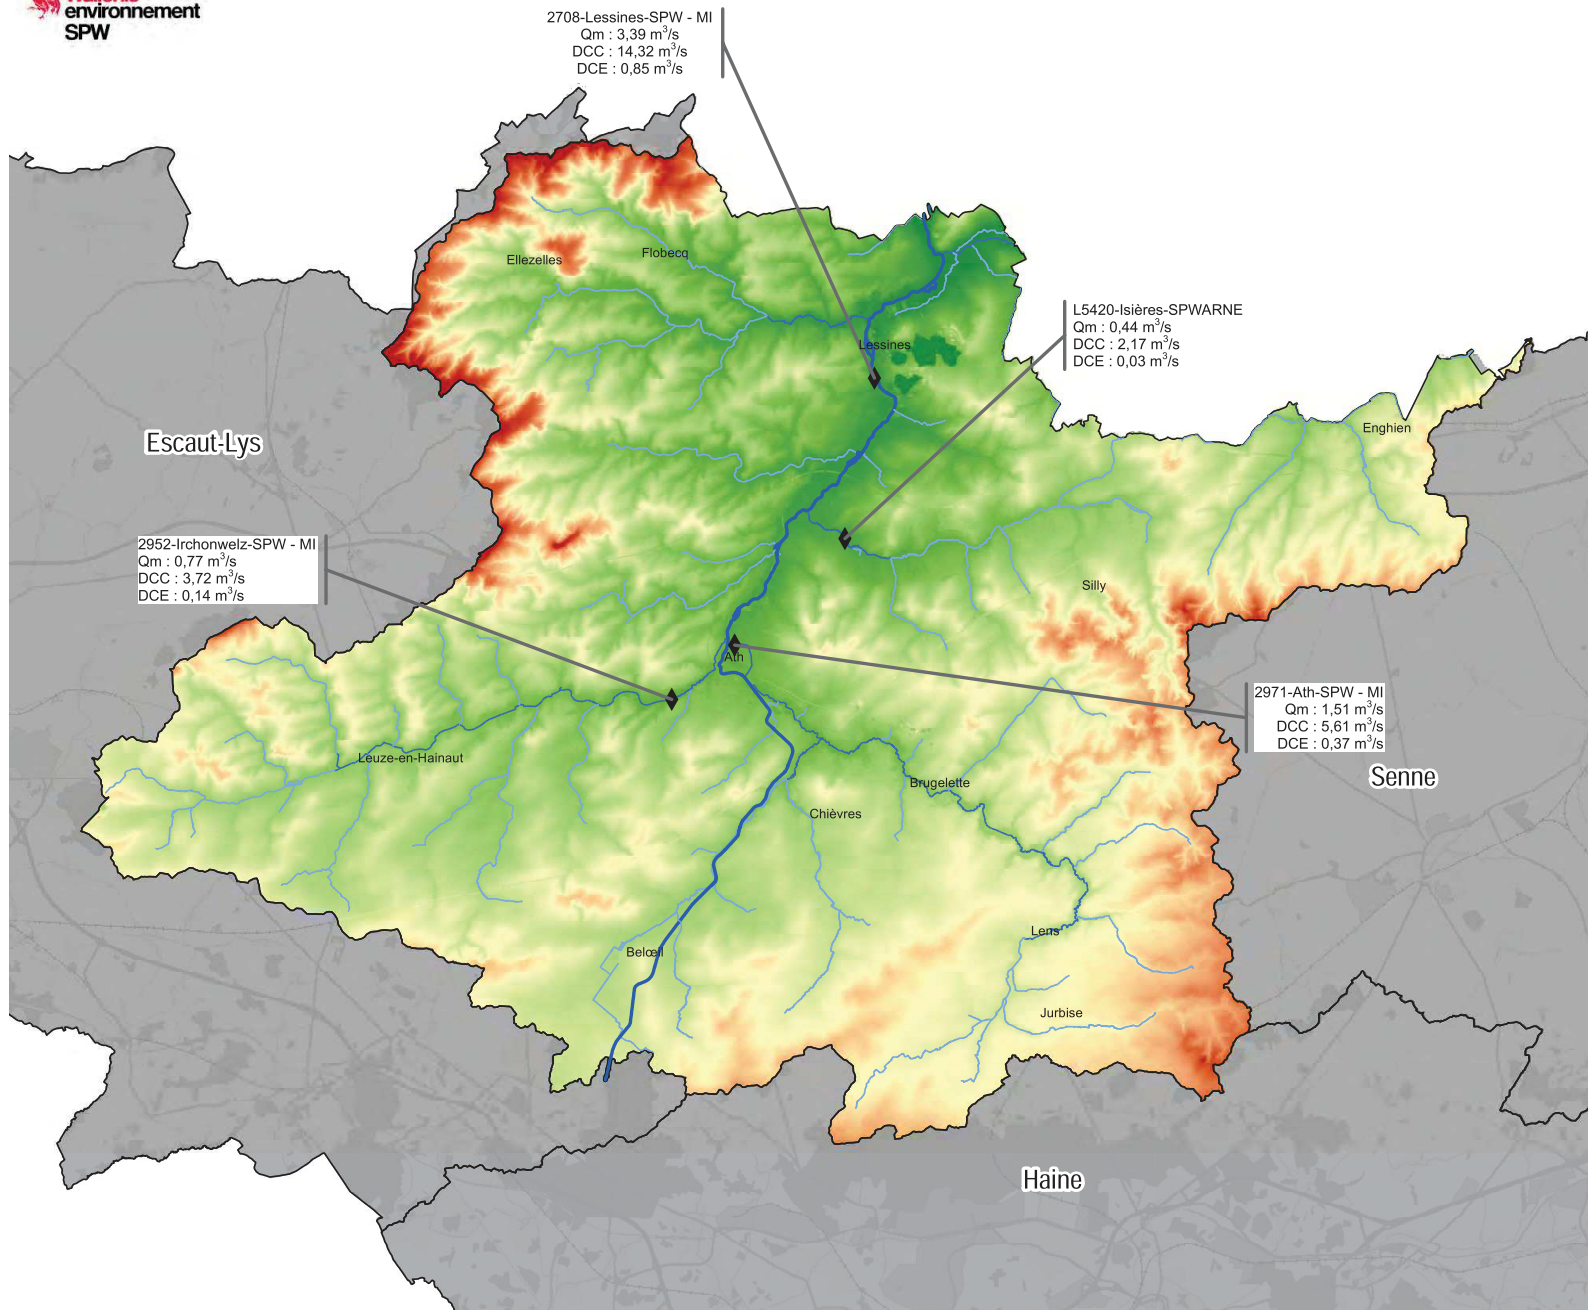 environnement
SPW
2708-Lessines-SPW - MI
Qm : 3,39 m³/s
DCC : 14,32 m³/s
DCE : 0,85 m³/s
Ellezelles
Flobecq
L5420-Isières-SPWARNE
Qm : 0,44 m³/s
DCC : 2,17 m³/s
DCE : 0,03 m³/s
Lessines
Enghien
Escaut-Lys
2952-Irchonwelz-SPW - MI
Qm : 0,77 m³/s
DCC : 3,72 m³/s
DCE : 0,14 m³/s
Silly
Ath
2971-Ath-SPW - MI
Qm : 1,51 m³/s
DCC : 5,61 m³/s
DCE : 0,37 m³/s
Leuze-en-Hainaut
Senne
Brugelette
Chièvres
Lens
Belœil
Jurbise
Haine